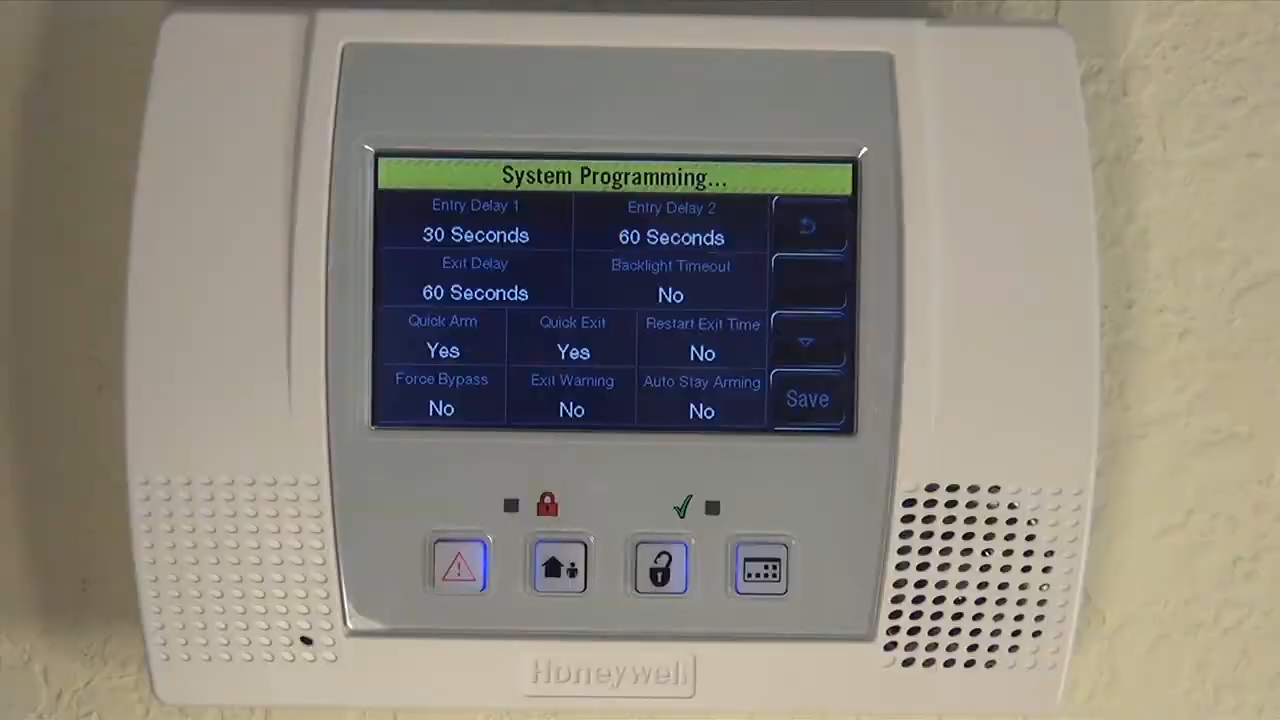 System Programming...
Entry Delay 1
Entry Delay 2
30 Seconds
60 Seconds
Exit Delay
Backlight Timeout
60 Seconds
No
Quick Arm
Quick Exit
Restart Exit Time
Yes
Yes
No
Force Bypass
Exit Warning
Auto Stay Arming
No
No
No
Save
Honeywell